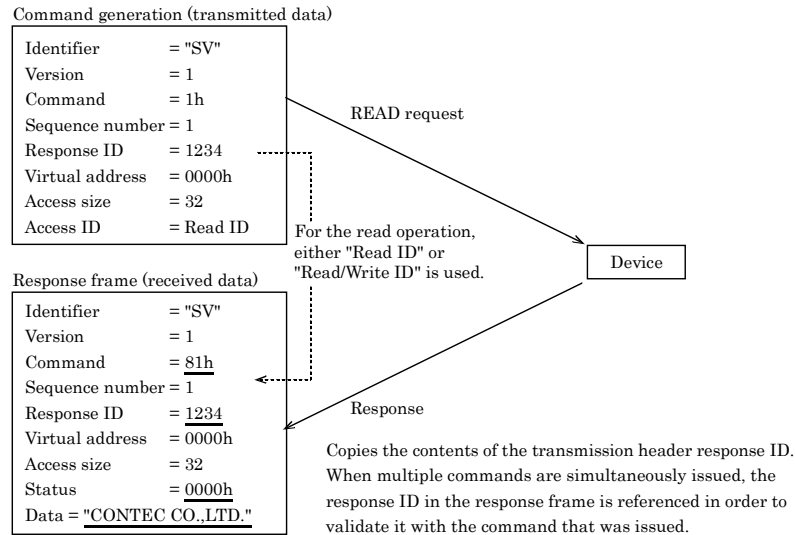 Command generation (transmitted data)
Identifier = "SV"
Version = 1
Command = 1h
Sequence number = 1
Response ID = 1234
Virtual address = 0000h
Access size = 32
Access ID = Read ID
READ request
For the read operation,
either "Read ID" or
"Read/Write ID" is used.
Device
Response frame (received data)
Identifier = "SV"
Version = 1
Command = 81h
Sequence number = 1
Response ID = 1234
Virtual address = 0000h
Access size = 32
Status = 0000h
Data = "CONTEC CO.,LTD."
Response
Copies the contents of the transmission header response ID.
When multiple commands are simultaneously issued, the
response ID in the response frame is referenced in order to
validate it with the command that was issued.